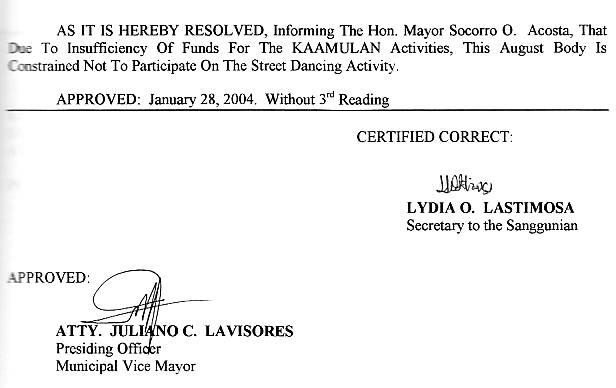 AS IT IS HEREBY RESOLVED, Informing The Hon. Mayor Socorro O. Acosta, That
Due To Insufficiency Of Funds For The KAAMULAN Activities, This August Body Is
Constrained Not To Participate On The Street Dancing Activity.
APPROVED: January 28, 2004. Without 3rd Reading
CERTIFIED CORRECT:
LYDIA O. LASTIMOSA
Secretary to the Sanggunian
APPROVED:
ATTY. JULIANO C. LAVISORES
Presiding Officer
Municipal Vice Mayor